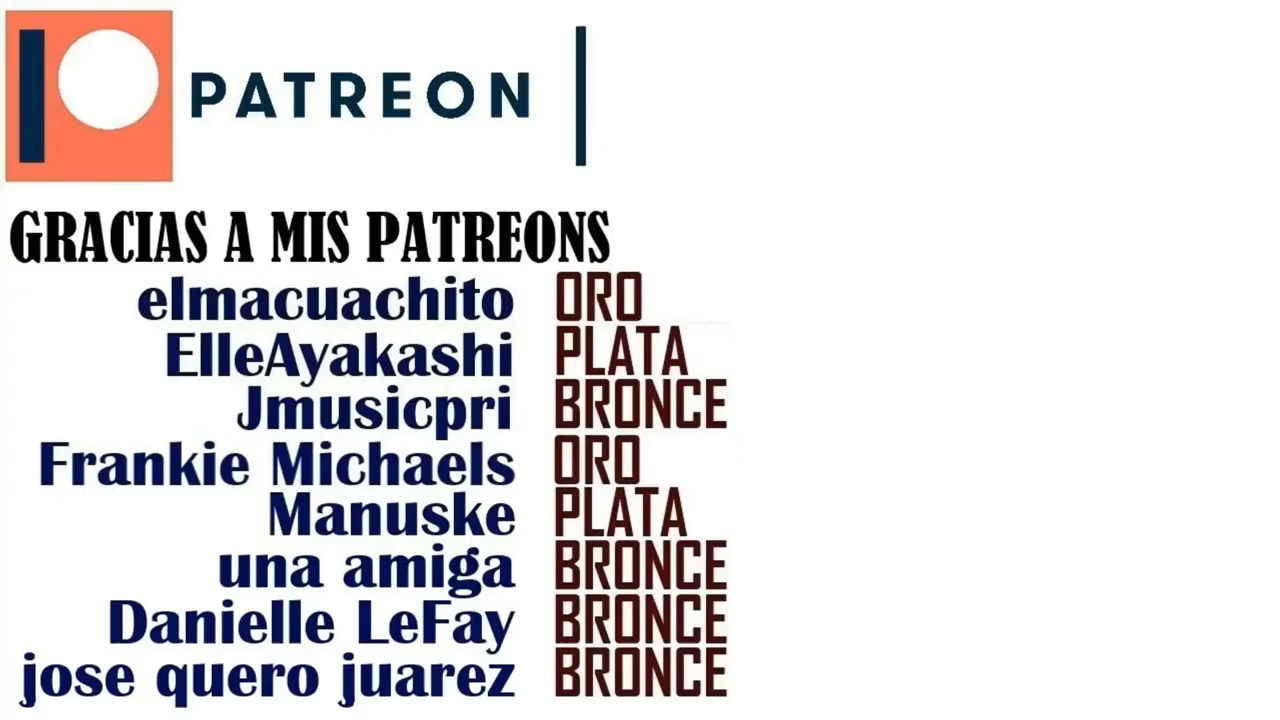 PATREON
GRACIAS A MIS PATREONS
elmacuachito ORO
ElleAyakashi PLATA
Jmusicpri BRONCE
Frankie Michaels ORO
Manuske PLATA
una amiga BRONCE
Danielle LeFay BRONCE
jose quero juarez BRONCE